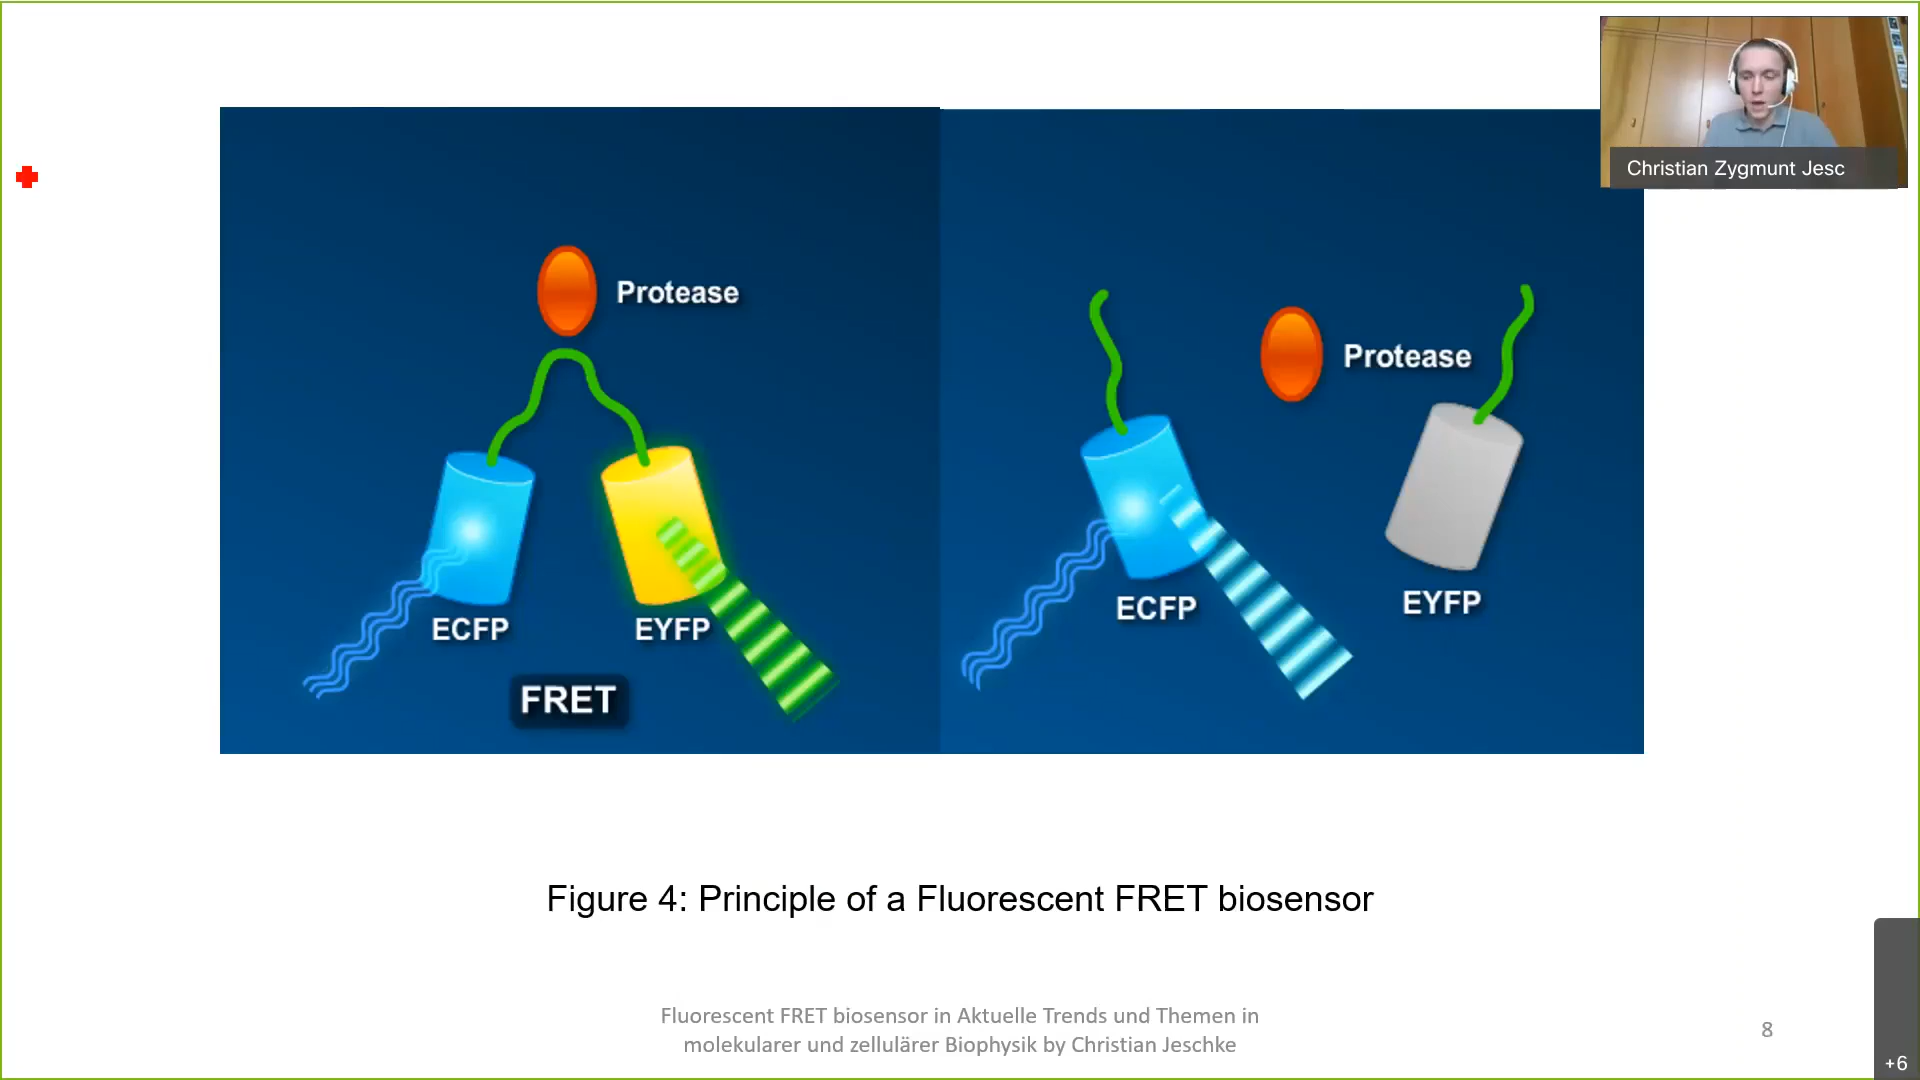 Christian Zygmunt Jesc
Protease
Protease
ECFP
EYFP
FRET
ECFP
EYFP
Figure 4: Principle of a Fluorescent FRET biosensor
Fluorescent FRET biosensor in Aktuelle Trends und Themen in
molekularer und zellulärer Biophysik by Christian Jeschke
8
+6